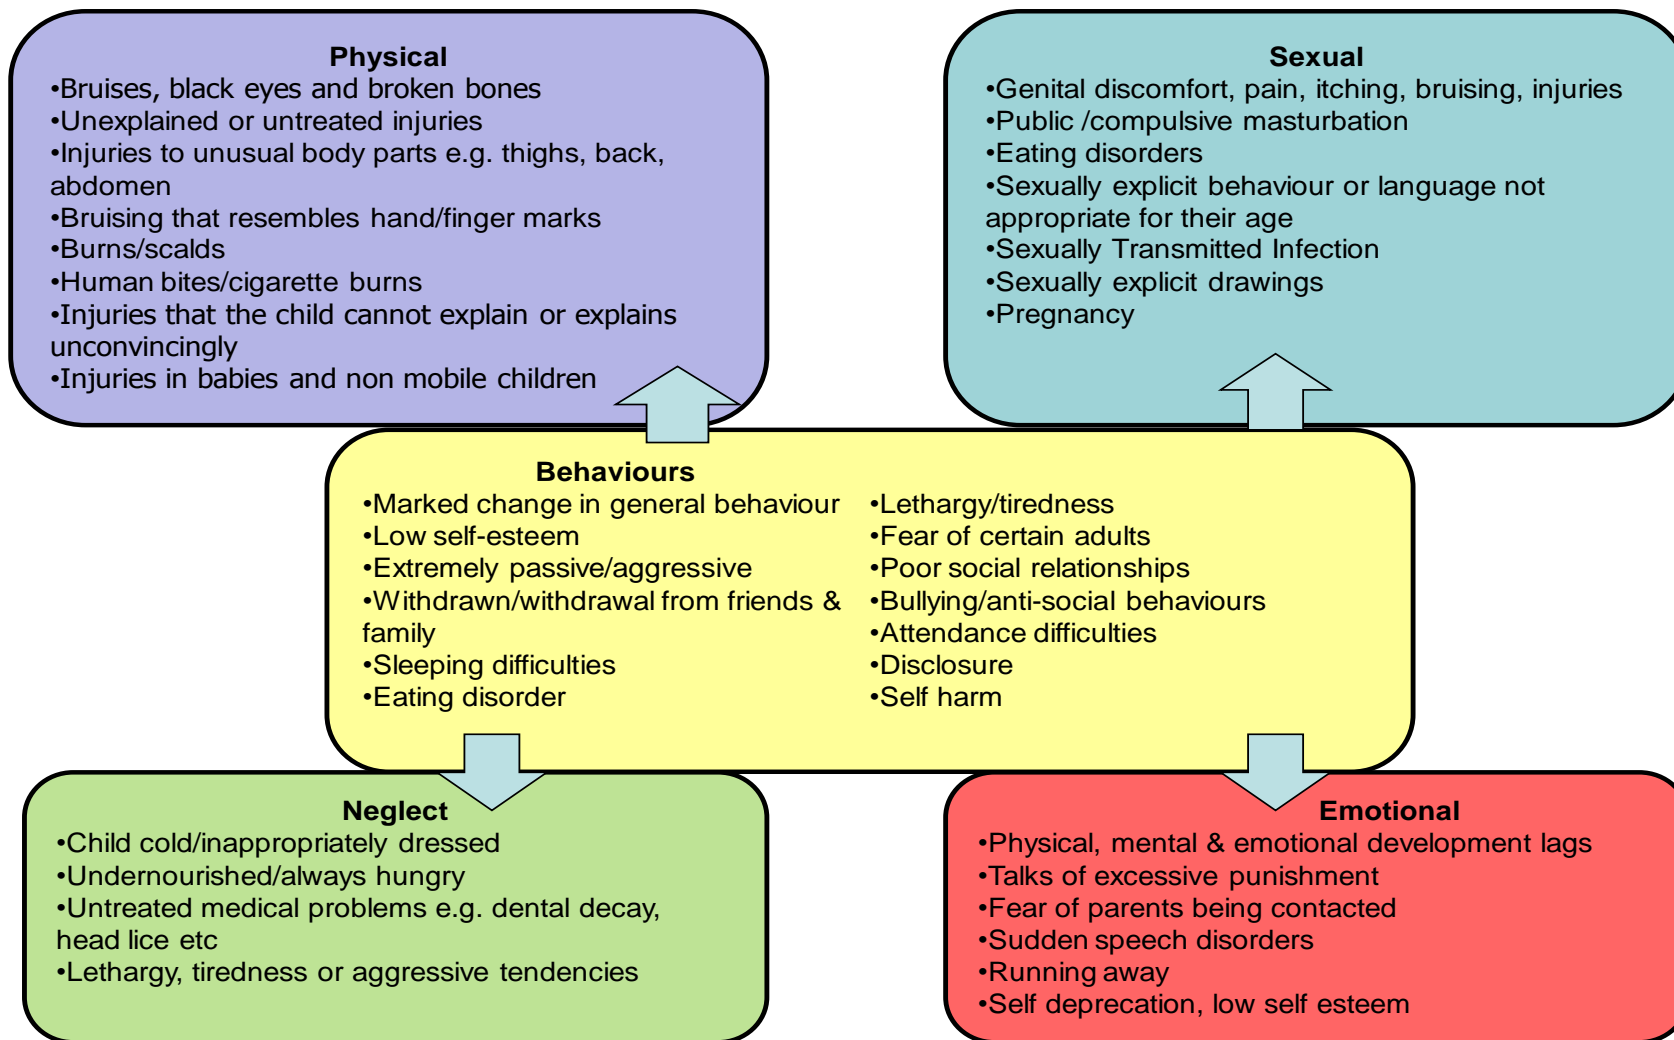 Physical
•Bruises, black eyes and broken bones
•Unexplained or untreated injuries
•Injuries to unusual body parts e.g. thighs, back,
abdomen
•Bruising that resembles hand/finger marks
•Burns/scalds
•Human bites/cigarette burns
•Injuries that the child cannot explain or explains
unconvincingly
•Injuries in babies and non mobile children
Sexual
•Genital discomfort, pain, itching, bruising, injuries
•Public /compulsive masturbation
•Eating disorders
•Sexually explicit behaviour or language not
appropriate for their age
•Sexually Transmitted Infection
•Sexually explicit drawings
•Pregnancy
Behaviours
•Marked change in general behaviour
•Low self-esteem
•Extremely passive/aggressive
•Withdrawn/withdrawal from friends &
family
•Sleeping difficulties
•Eating disorder
•Lethargy/tiredness
•Fear of certain adults
•Poor social relationships
•Bullying/anti-social behaviours
•Attendance difficulties
•Disclosure
•Self harm
Neglect
•Child cold/inappropriately dressed
•Undernourished/always hungry
•Untreated medical problems e.g. dental decay,
head lice etc
•Lethargy, tiredness or aggressive tendencies
Emotional
•Physical, mental & emotional development lags
•Talks of excessive punishment
•Fear of parents being contacted
•Sudden speech disorders
•Running away
•Self deprecation, low self esteem